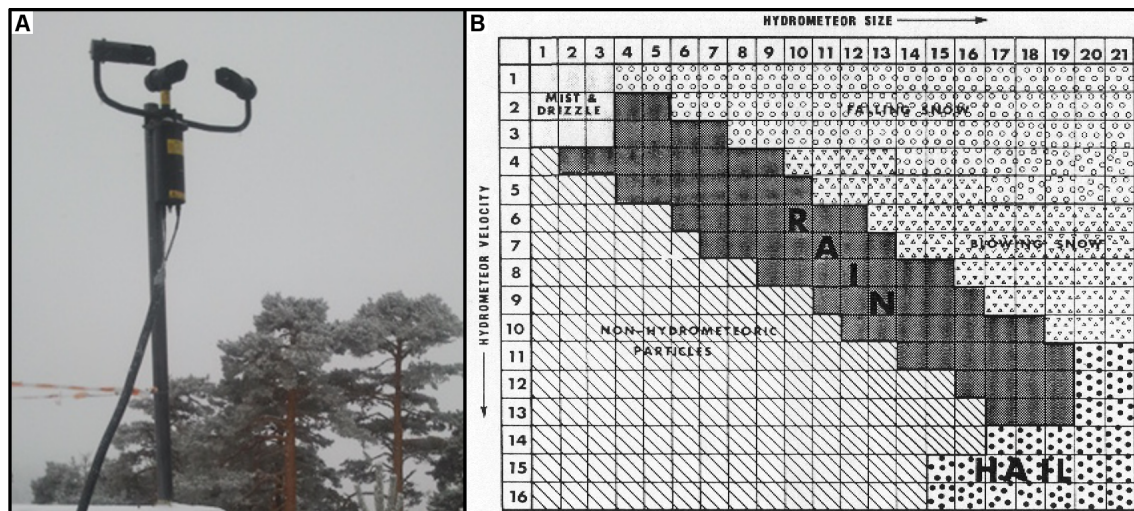 A
B
HYDROMETEOR SIZE
1 2 3 4 5 6 7 8 9 10 11 12 13 14 15 16 17 18 19 20 21
HYDROMETEOR VELOCITY
1
2
3
4
5
6
7
8
9
10
11
12
13
14
15
16
MIST &
DRIZZLE
FALLING SNOW
RAIN
BLOWING SNOW
NON-HYDROMETEORIC
PARTICLES
HAIL